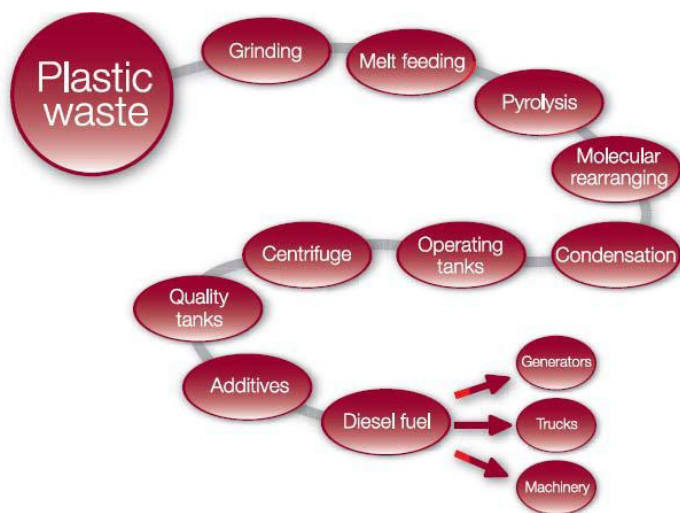 Plastic
waste
Grinding
Melt feeding
Pyrolysis
Molecular
rearranging
Condensation
Operating
tanks
Centrifuge
Quality
tanks
Additives
Diesel fuel
Generators
Trucks
Machinery